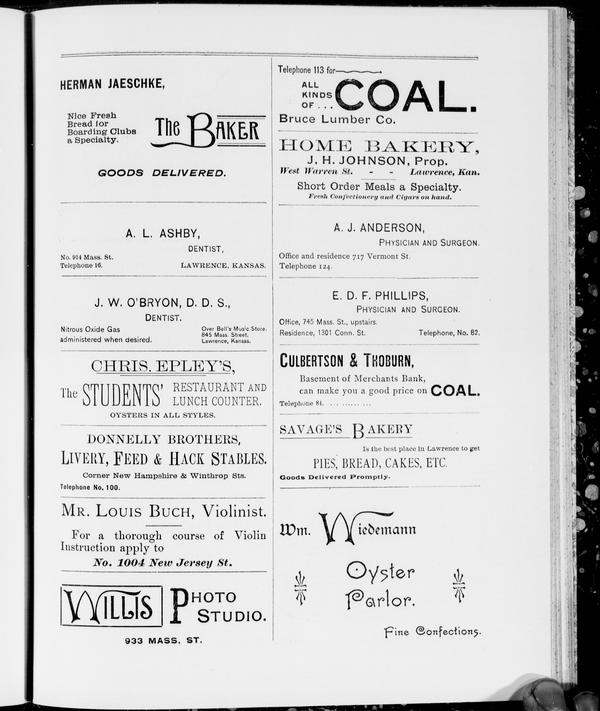 HERMAN JAESCHKE,
Nice Fresh
Bread for
Boarding Clubs
a Specialty.
The BAKER
GOODS DELIVERED.
A. L. ASHBY,
DENTIST,
No. 914 Mass. St.
Telephone 16.
LAWRENCE, KANSAS.
J. W. O'BRYON, D. D. S.,
DENTIST.
Nitrous Oxide Gas
administered when desired.
Over Bell's Music Store,
845 Mass. Street.
Lawrence, Kansas.
CHRIS. EPLEY'S,
The STUDENTS' RESTAURANT AND
LUNCH COUNTER.
OYSTERS IN ALL STYLES.
DONNELLY BROTHERS,
LIVERY, FEED & HACK STABLES.
Corner New Hampshire & Winthrop Sts.
Telephone No. 100.
MR. LOUIS BUCH, Violinist.
For a thorough course of Violin
Instruction apply to
No. 1004 New Jersey St.
WILLIS PHOTO
STUDIO.
933 MASS. ST.
Telephone 113 for
ALL
KINDS
OF ...
COAL.
Bruce Lumber Co.
HOME BAKERY,
J. H. JOHNSON, Prop.
West Warren St. - - Lawrence, Kan.
Short Order Meals a Specialty.
Fresh Confectionery and Cigars on hand.
A. J. ANDERSON,
PHYSICIAN AND SURGEON.
Office and residence 717 Vermont St.
Telephone 124.
E. D. F. PHILLIPS,
PHYSICIAN AND SURGEON.
Office, 745 Mass. St., upstairs.
Residence, 1301 Conn. St. Telephone, No. 82.
CULBERTSON & THOBURN,
Basement of Merchants Bank,
can make you a good price on COAL.
Telephone 81. ... ..........
SAVAGE'S BAKERY
Is the best place in Lawrence to get
PIES, BREAD, CAKES, ETC.
Goods Delivered Promptly.
Wm. Wiedemann
Oyster
Parlor.
Fine Confections.